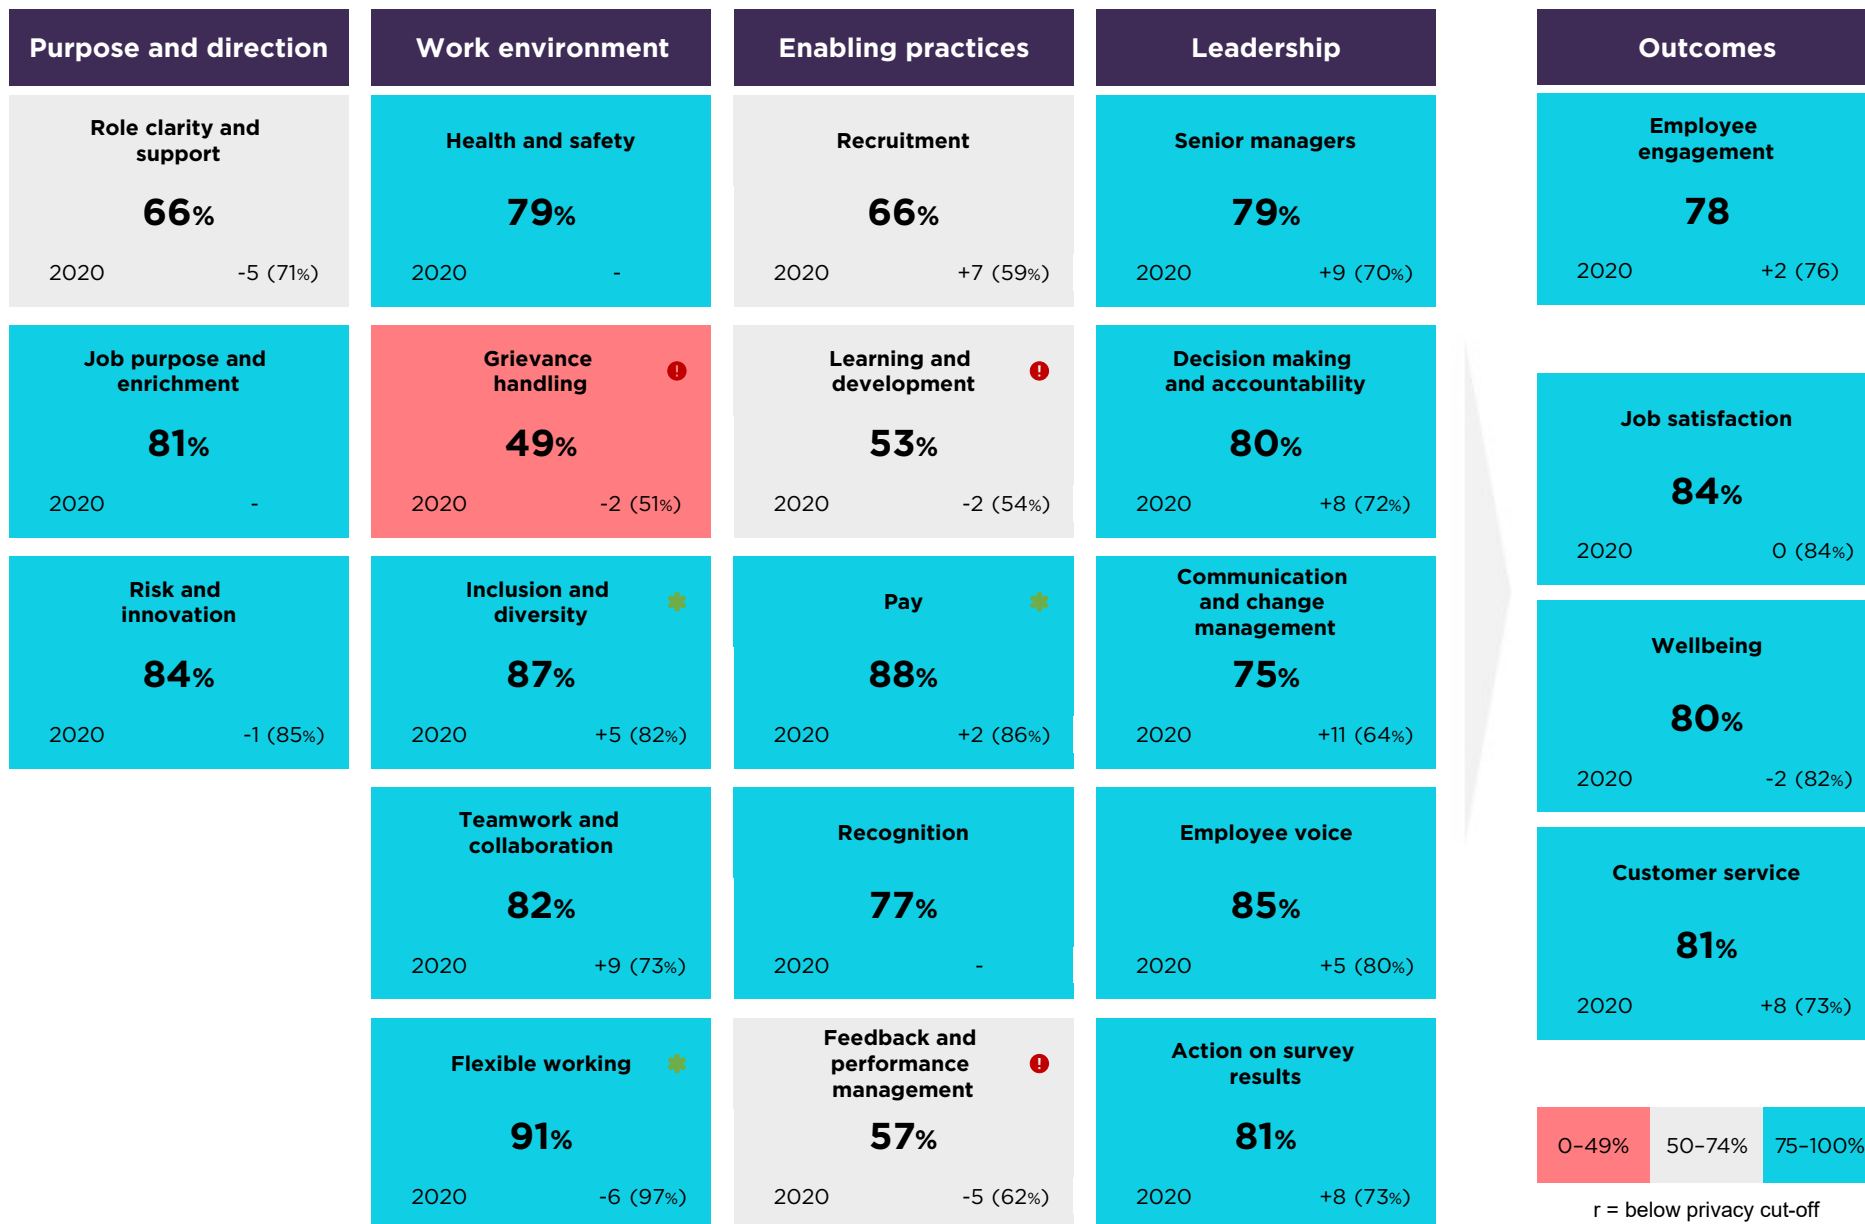 Purpose and direction
Role clarity and
support
66%
2020 -5 (71%)
Job purpose and
enrichment
81%
2020 -
Risk and
innovation
84%
2020 -1 (85%)
Work environment
Health and safety
79%
2020 -
Grievance
handling
49%
2020 -2 (51%)
Inclusion and
diversity
87%
2020 +5 (82%)
Teamwork and
collaboration
82%
2020 +9 (73%)
Flexible working
91%
2020 -6 (97%)
Enabling practices
Recruitment
66%
2020 +7 (59%)
Learning and
development
53%
2020 -2 (54%)
Pay
88%
2020 +2 (86%)
Recognition
77%
2020 -
Feedback and
performance
management
57%
2020 -5 (62%)
Leadership
Senior managers
79%
2020 +9 (70%)
Decision making
and accountability
80%
2020 +8 (72%)
Communication
and change
management
75%
2020 +11 (64%)
Employee voice
85%
2020 +5 (80%)
Action on survey
results
81%
2020 +8 (73%)
Outcomes
Employee
engagement
78
2020 +2 (76)
Job satisfaction
84%
2020 0 (84%)
Wellbeing
80%
2020 -2 (82%)
Customer service
81%
2020 +8 (73%)
0-49% 50-74% 75-100%
r = below privacy cut-off